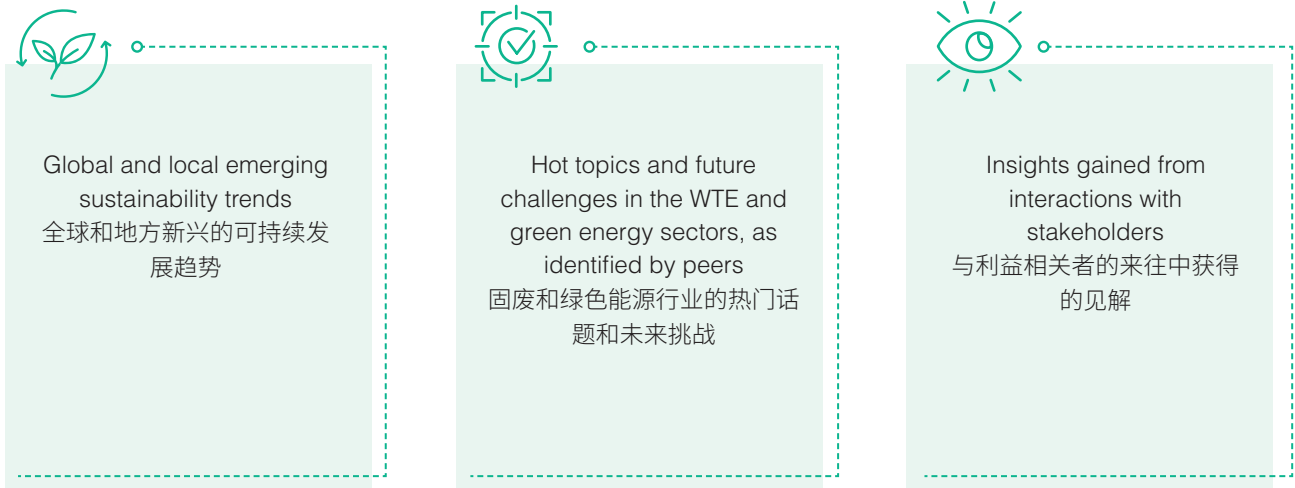 Global and local emerging
sustainability trends
全球和地方新兴的可持续发
展趋势
Hot topics and future
challenges in the WTE and
green energy sectors, as
identified by peers
固废和绿色能源行业的热门话
题和未来挑战
Insights gained from
interactions with
stakeholders
与利益相关者的来往中获得
的见解